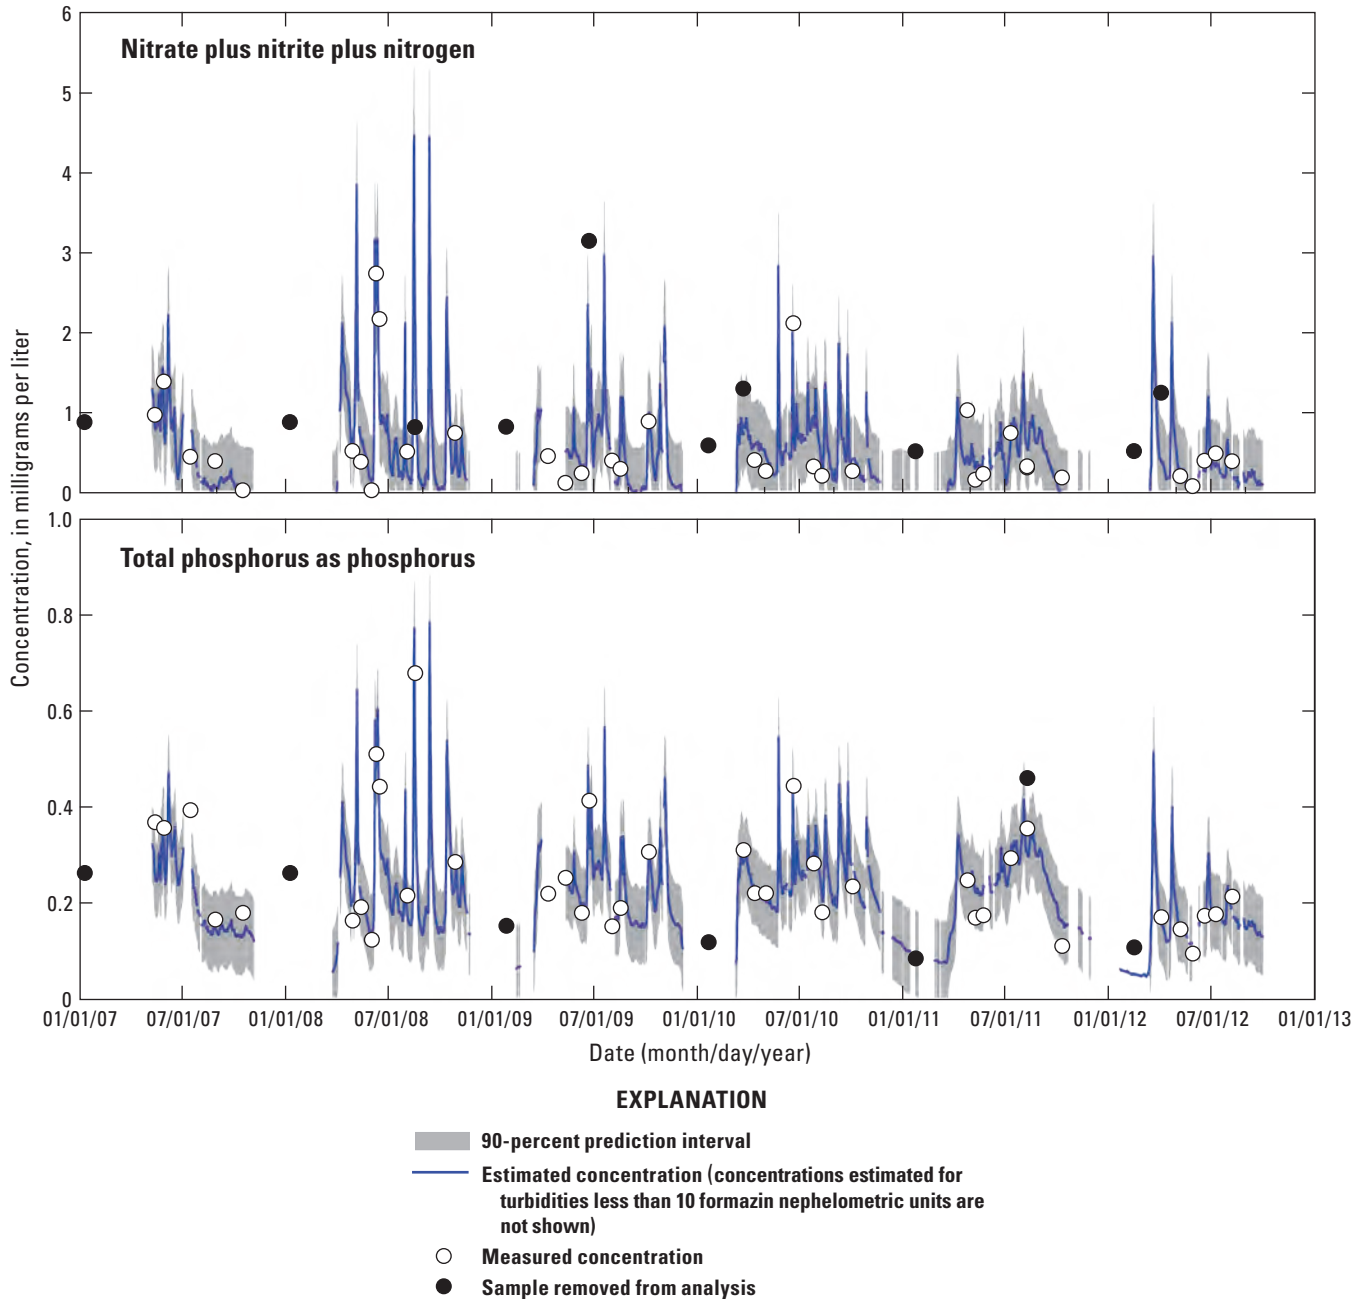 6
Nitrate plus nitrite plus nitrogen
5
4
3
2
1
0
Concentration, in milligrams per liter
1.0
Total phosphorus as phosphorus
0.8
0.6
0.4
0.2
0
01/01/07 07/01/07 01/01/08 07/01/08 01/01/09 07/01/09 01/01/10 07/01/10 01/01/11 07/01/11 01/01/12 07/01/12 01/01/13
Date (month/day/year)
EXPLANATION
90-percent prediction interval
Estimated concentration (concentrations estimated for
turbidities less than 10 formazin nephelometric units are
not shown)
Measured concentration
Sample removed from analysis